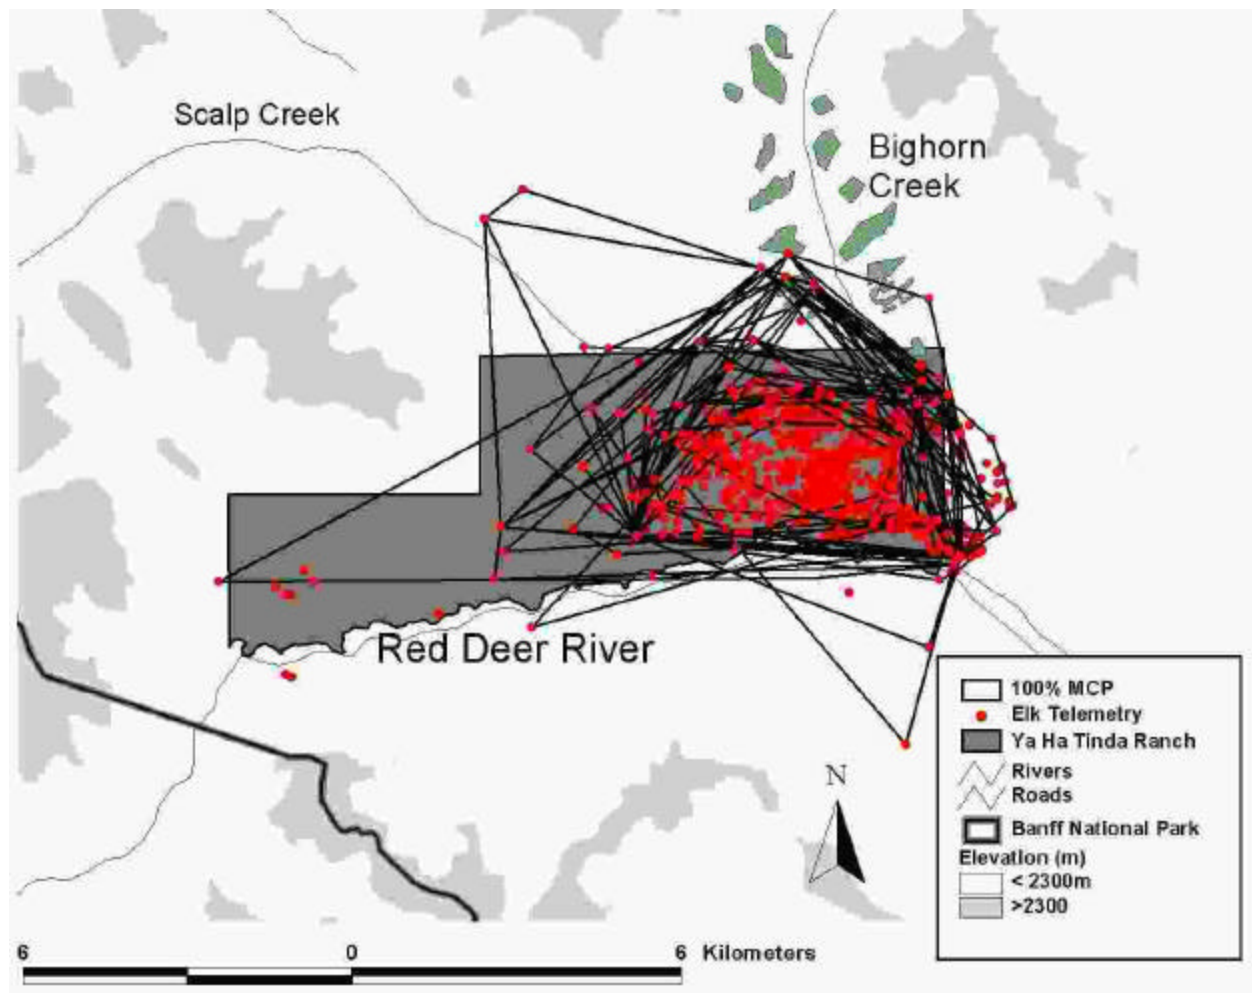 Scalp Creek
Bighorn
Creek
Red Deer River
N
100% MCP
Elk Telemetry
Ya Ha Tinda Ranch
Rivers
Roads
Banff National Park
Elevation (m)
< 2300m
>2300
6 0 6 Kilometers